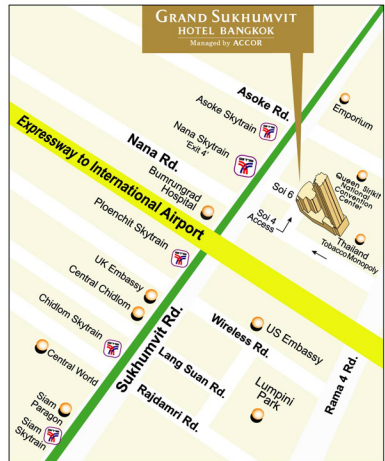 GRAND SUKHUMVIT
HOTEL BANGKOK
Managed by ACCOR
Asoke Rd.
Asoke Skytrain
Emporium
Nana Skytrain
'Exit 4'
Nana Rd.
Bumrungrad
Hospital
Expressway to International Airport
Queen Sirikit
National
Convention
Center
Soi 6
Soi 4
Access
Thailand
Tobacco Monopoly
Ploenchit Skytrain
UK Embassy
Central Chidlom
Chidlom Skytrain
Sukhumvit Rd.
Wireless Rd.
US Embassy
Lang Suan Rd.
Lumpini
Park
Rajdamri Rd.
Rama 4 Rd.
Central World
Siam
Paragon
Siam
Skytrain